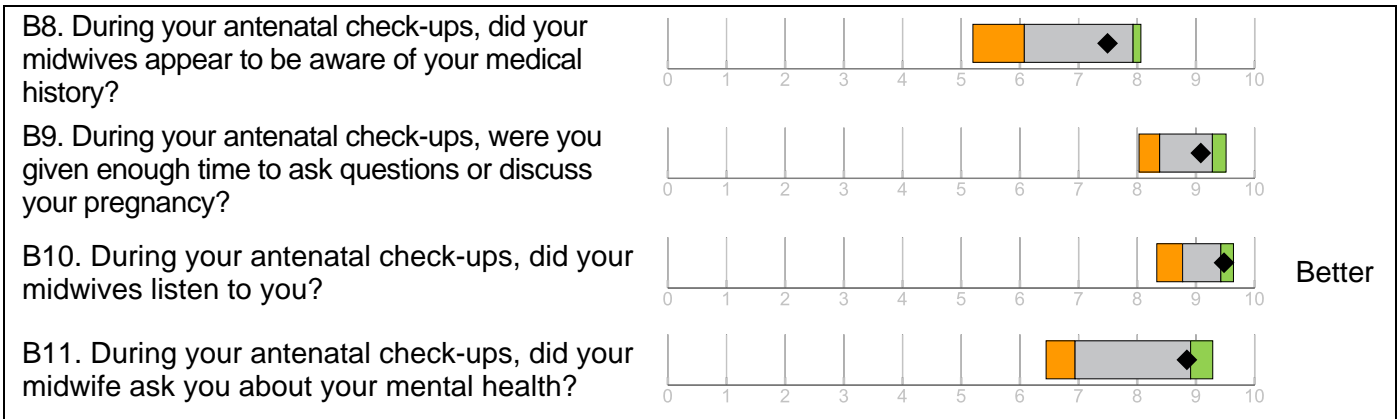 B8. During your antenatal check-ups, did your
midwives appear to be aware of your medical
history?
0 1 2 3 4 5 6 7 8 9 10
B9. During your antenatal check-ups, were you
given enough time to ask questions or discuss
your pregnancy?
0 1 2 3 4 5 6 7 8 9 10
B10. During your antenatal check-ups, did your
midwives listen to you?
Better
0 1 2 3 4 5 6 7 8 9 10
B11. During your antenatal check-ups, did your
midwife ask you about your mental health?
0 1 2 3 4 5 6 7 8 9 10